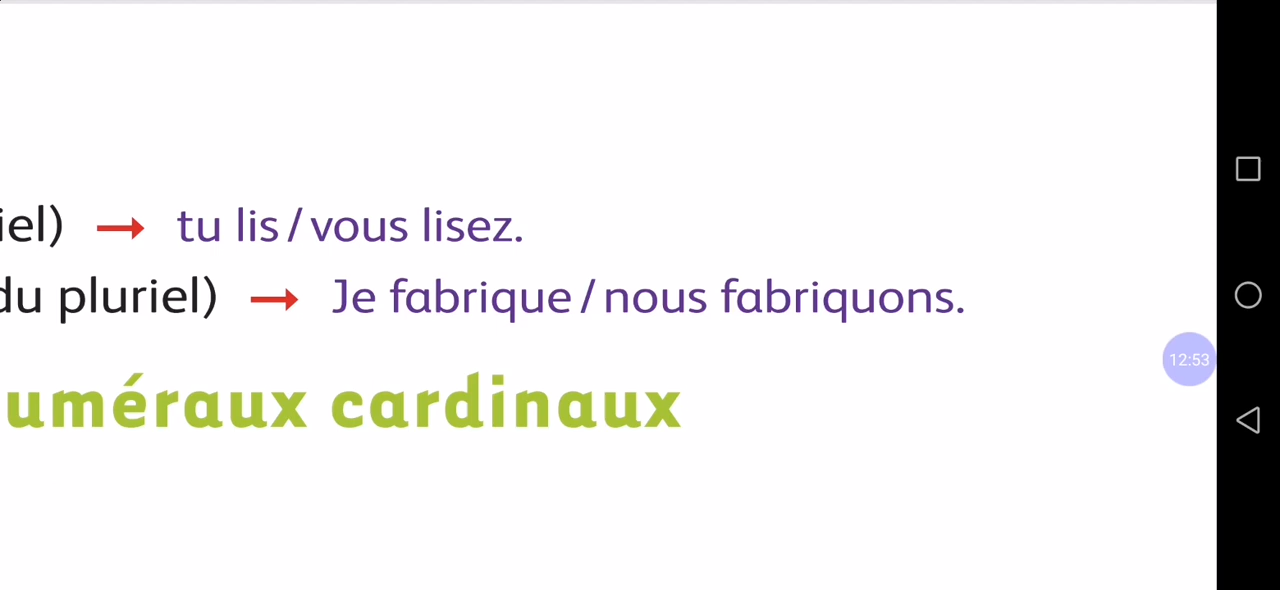 iel) → tu lis / vous lisez.
du pluriel) → Je fabrique / nous fabriquons.
uméraux cardinaux
12:53